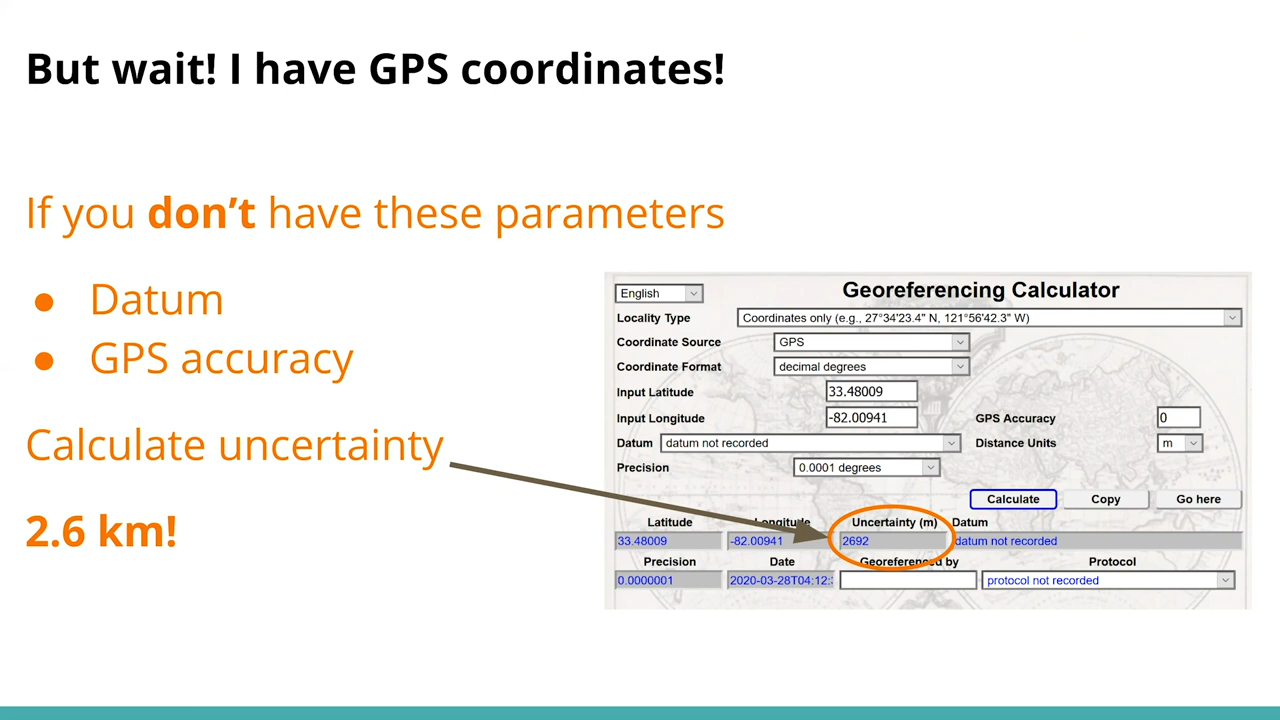 But wait! I have GPS coordinates!
If you don't have these parameters
● Datum
● GPS accuracy
Calculate uncertainty
2.6 km!
English
Georeferencing Calculator
Locality Type Coordinates only (e.g., 27°34'23.4" N, 121°56'42.3" W)
Coordinate Source GPS
Coordinate Format decimal degrees
Input Latitude 33.48009
Input Longitude -82.00941 GPS Accuracy 0
Datum datum not recorded Distance Units m
Precision 0.0001 degrees
Calculate Copy Go here
Latitude Longitude Uncertainty (m) Datum
33.48009 -82.00941 2692 datum not recorded
Precision Date Georeferenced by Protocol
0.0000001 2020-03-28T04:12: protocol not recorded